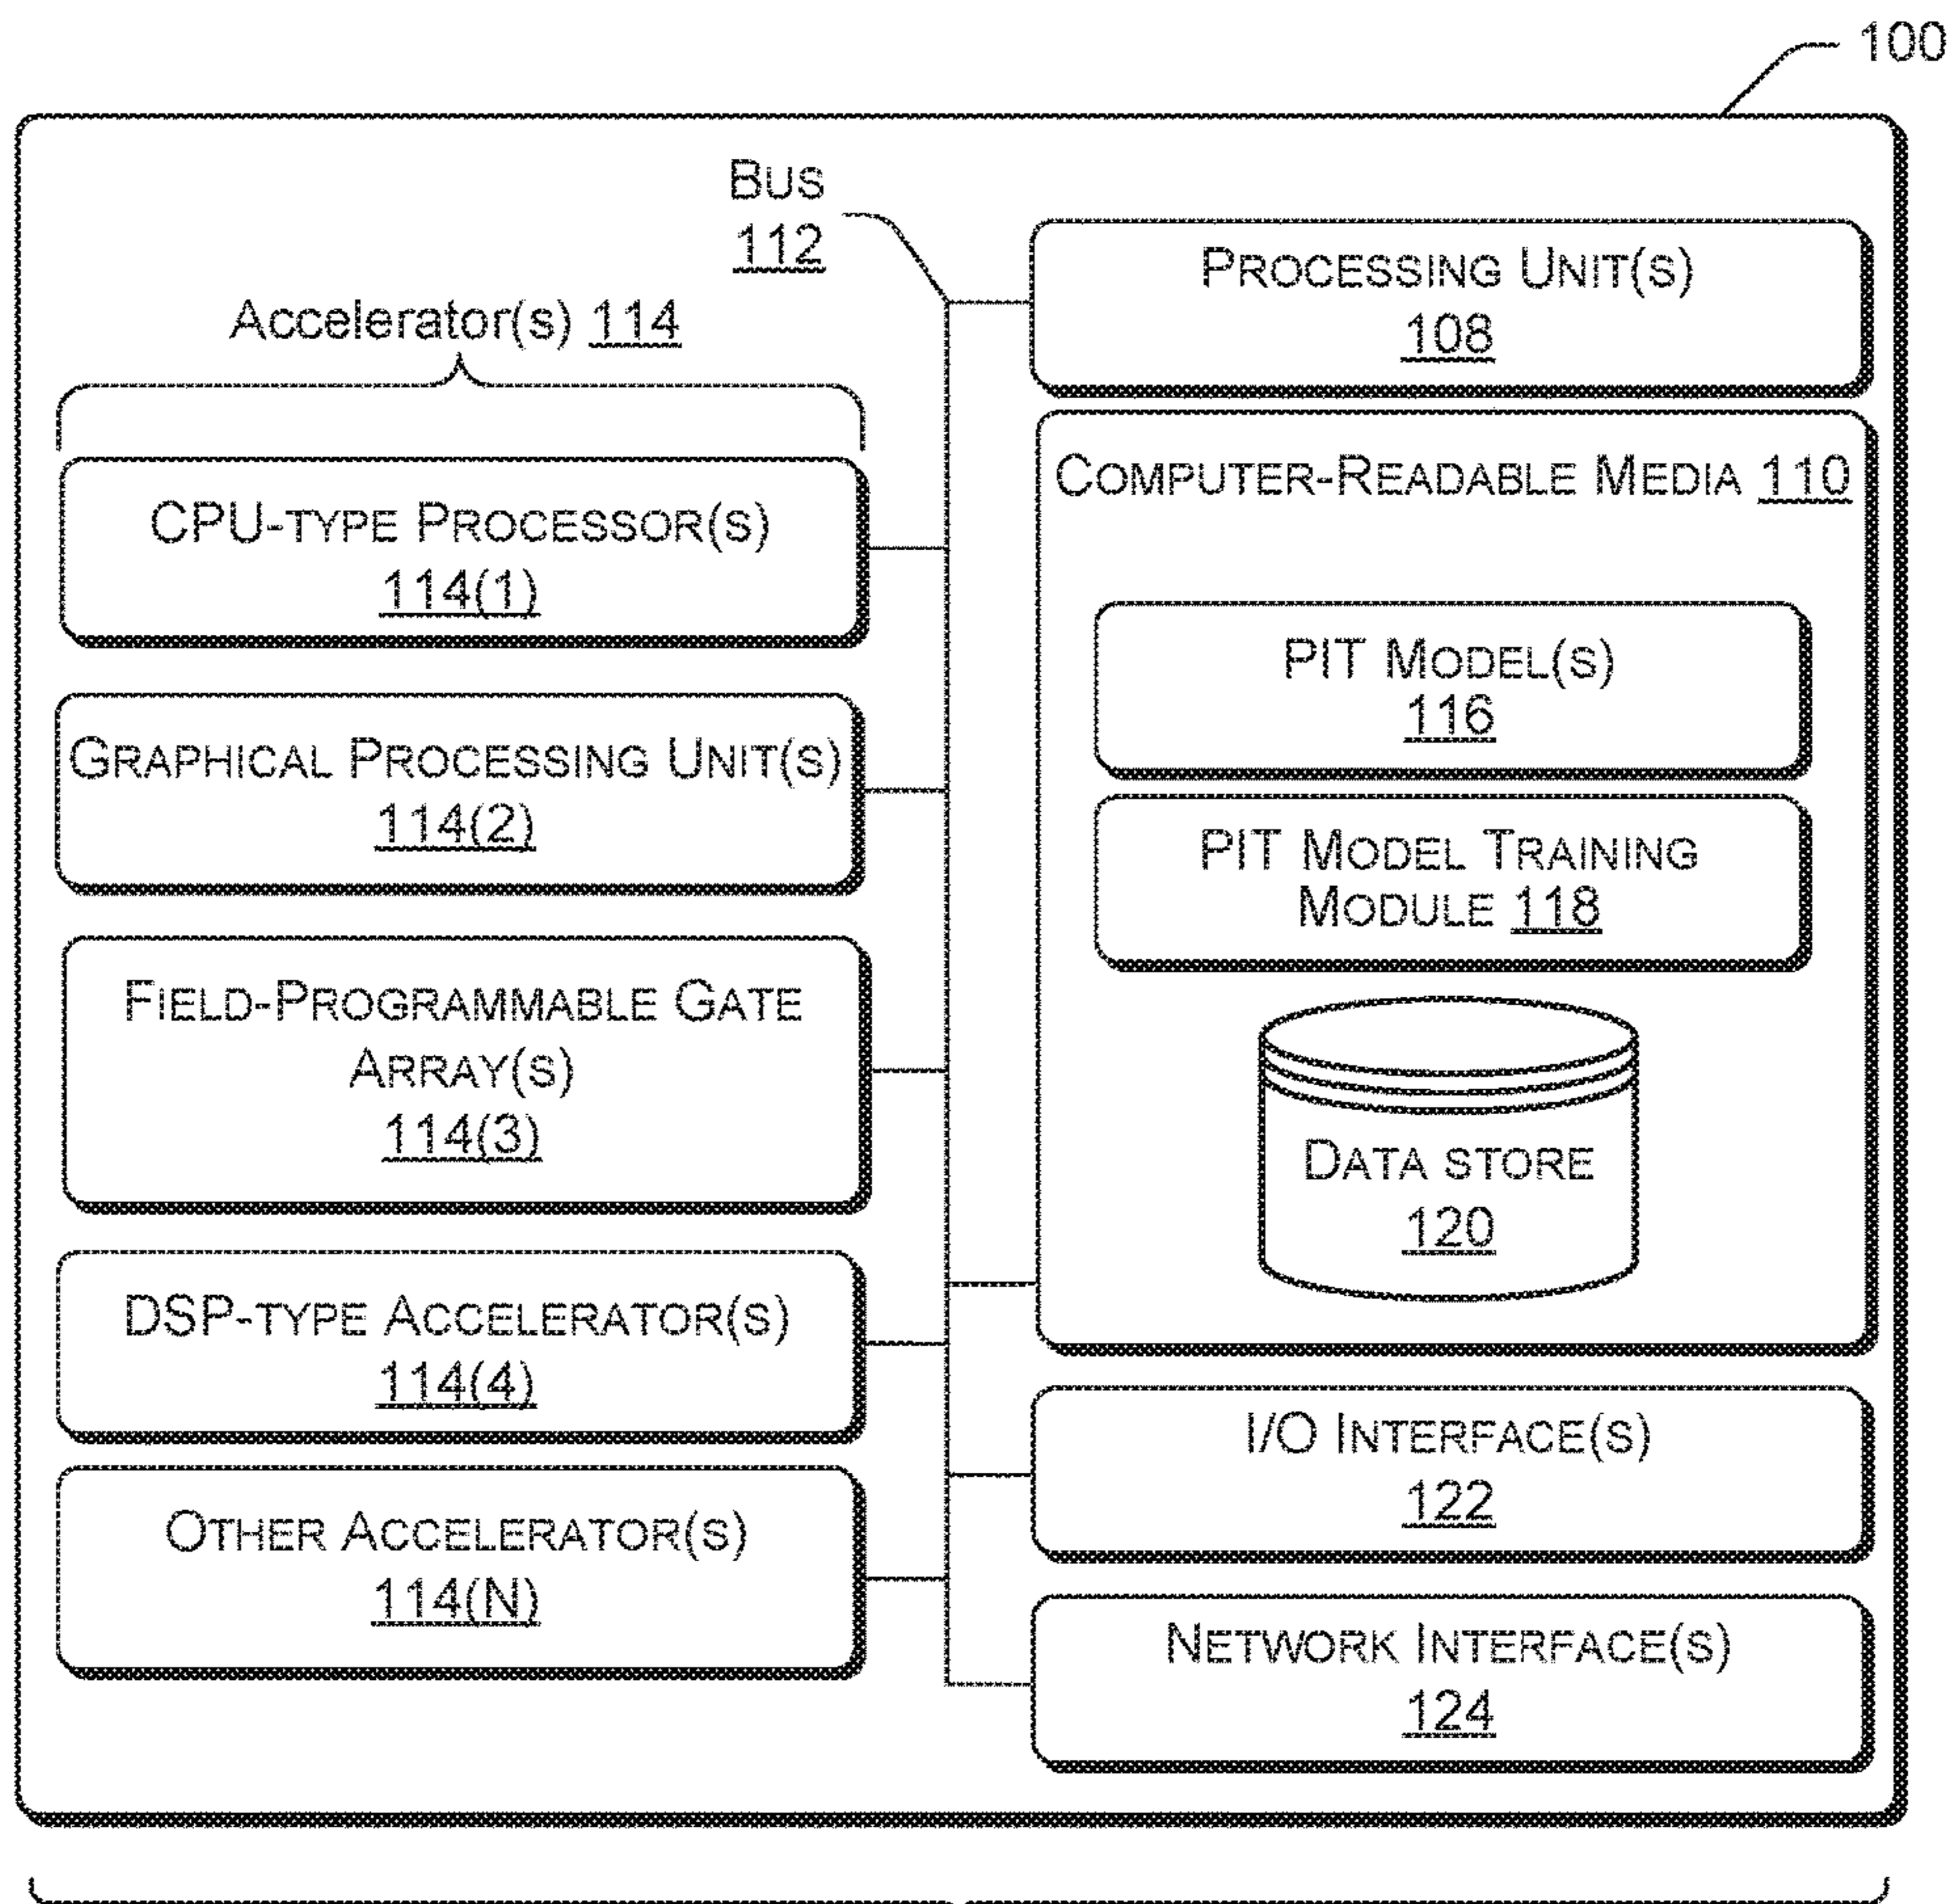 100
Bus
112
Accelerator(s) 114
CPU-TYPE PROCESSOR(S)
114(1)
GRAPHICAL PROCESSING UNIT(S)
114(2)
FIELD-PROGRAMMABLE GATE
ARRAY(S)
114(3)
DSP-TYPE ACCELERATOR(S)
114(4)
OTHER ACCELERATOR(S)
114(N)
PROCESSING UNIT(S)
108
COMPUTER-READABLE MEDIA 110
PIT MODEL(S)
116
PIT MODEL TRAINING
MODULE 118
DATA STORE
120
I/O INTERFACE(S)
122
NETWORK INTERFACE(S)
124